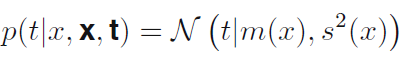 p(t|x, 𝘅, 𝘁) = 𝒩 (t|m(x), s²(x))